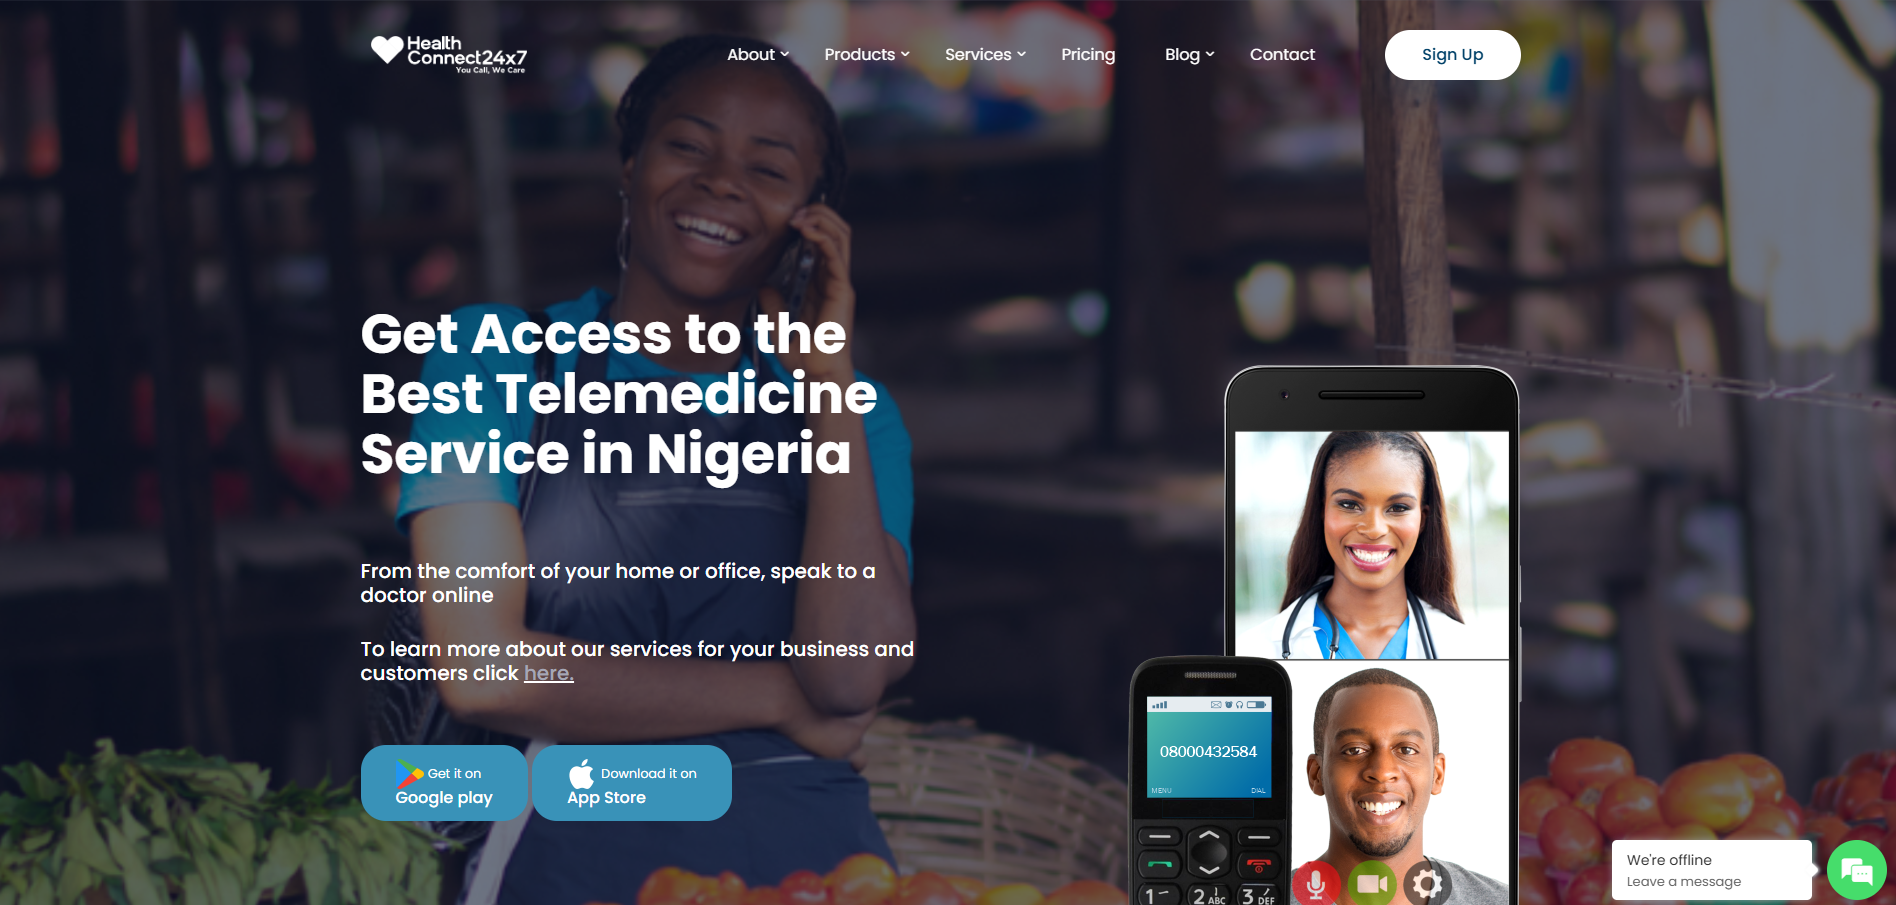 Health
Connect24x7
You Call, We Care
About
Products
Services
Pricing
Blog
Contact
Sign Up
Get Access to the
Best Telemedicine
Service in Nigeria
From the comfort of your home or office, speak to a
doctor online
To learn more about our services for your business and
customers click here.
Get it on
Google play
Download it on
App Store
08000432584
MENU DIAL
1 2 ABC 3 DEF
We're offline
Leave a message